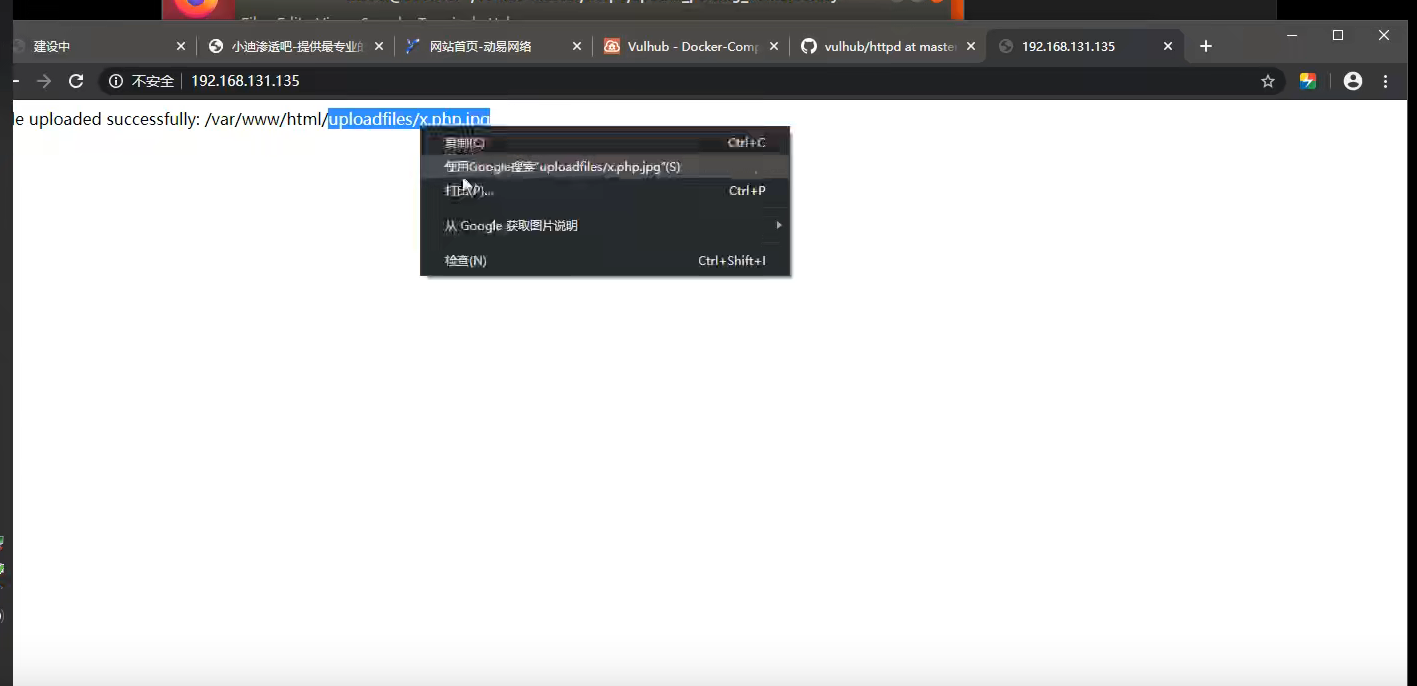 建设中
小迪渗透吧-提供最专业的
网站首页-动易网络
Vulhub - Docker-Comp
vulhub/httpd at maste
192.168.131.135
不安全
192.168.131.135
le uploaded successfully: /var/www/html/uploadfiles/x.php.jpg
复制(C) Ctrl+C
使用Google搜索“uploadfiles/x.php.jpg”(S)
打印(P)... Ctrl+P
从 Google 获取图片说明
检查(N) Ctrl+Shift+I